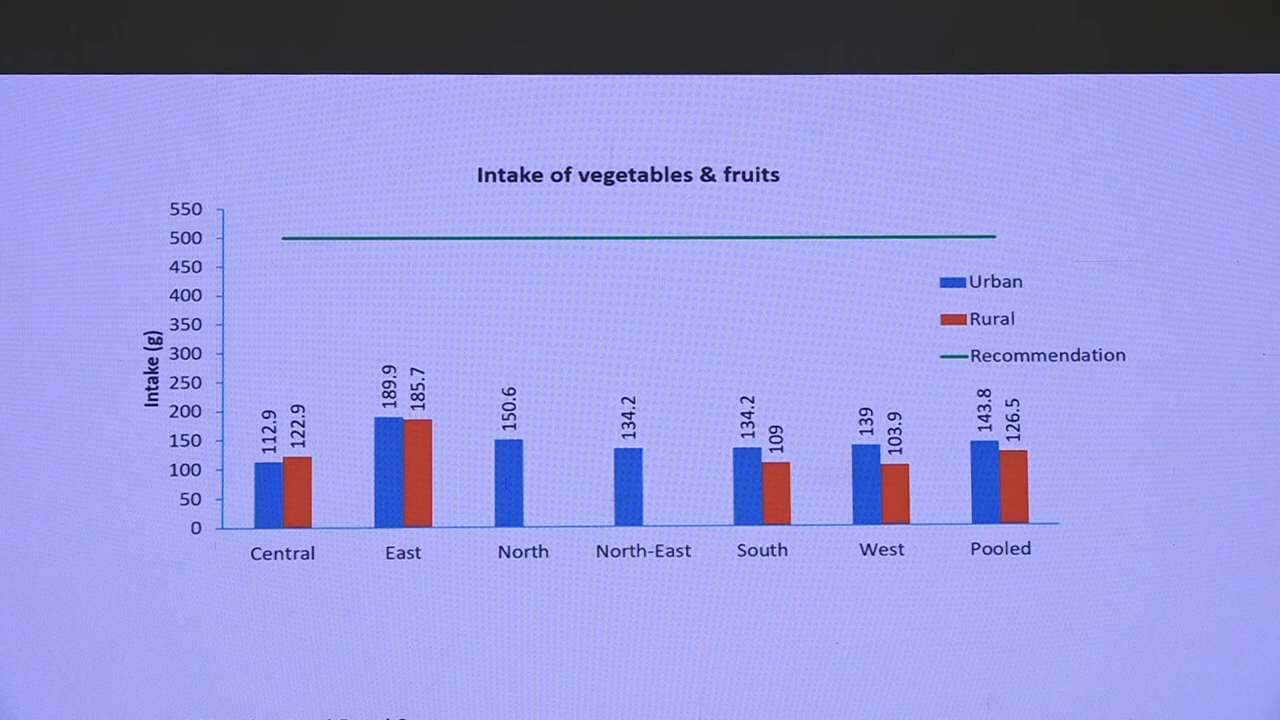 Intake of vegetables & fruits
550
500
450
400
350
300
250
200
150
100
50
0
Intake (g)
112.9
122.9
189.9
185.7
150.6
134.2
134.2
109
139
103.9
143.8
126.5
Central
East
North
North-East
South
West
Pooled
Urban
Rural
Recommendation